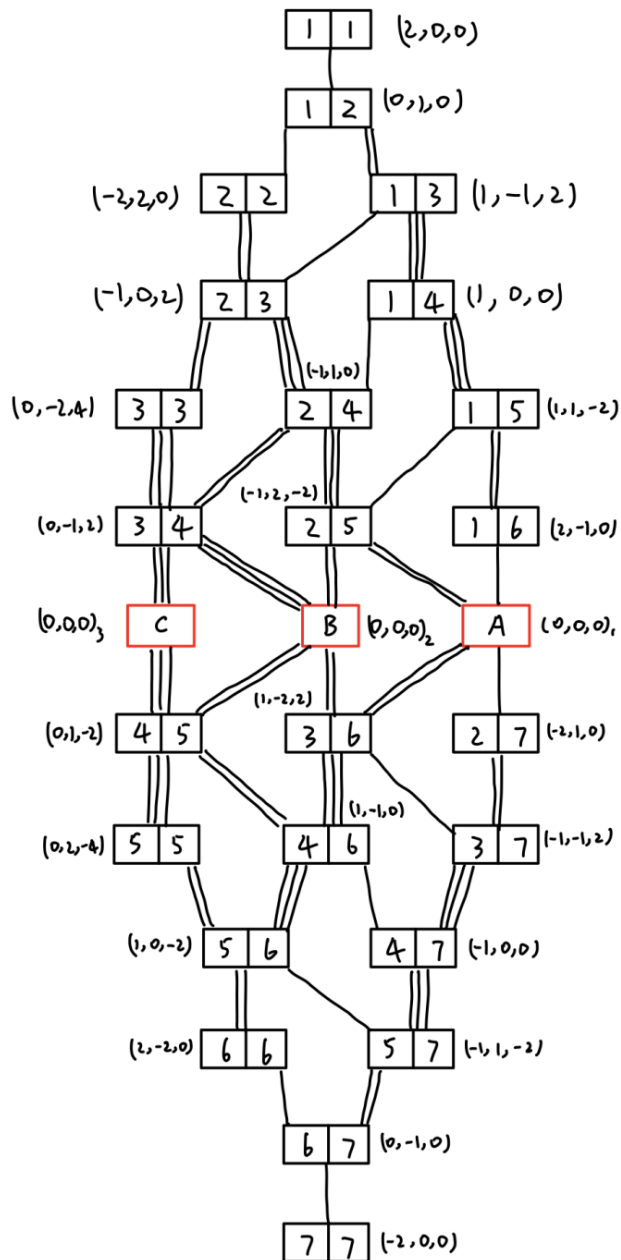 1 1 (2,0,0)
1 2 (0,1,0)
(-2,2,0) 2 2 1 3 (1,-1,2)
(-1,0,2) 2 3 1 4 (1,0,0)
(-1,1,0)
(0,-2,4) 3 3 2 4 1 5 (1,1,-2)
(-1,2,-2)
(0,-1,2) 3 4 2 5 1 6 (2,-1,0)
(0,0,0)₃ C B (0,0,0)₂ A (0,0,0)₁
(1,-2,2)
(0,1,-2) 4 5 3 6 2 7 (-2,1,0)
(1,-1,0)
(0,2,-4) 5 5 4 6 3 7 (-1,-1,2)
(1,0,-2) 5 6 4 7 (-1,0,0)
(2,-2,0) 6 6 5 7 (-1,1,-2)
6 7 (0,-1,0)
7 7 (-2,0,0)